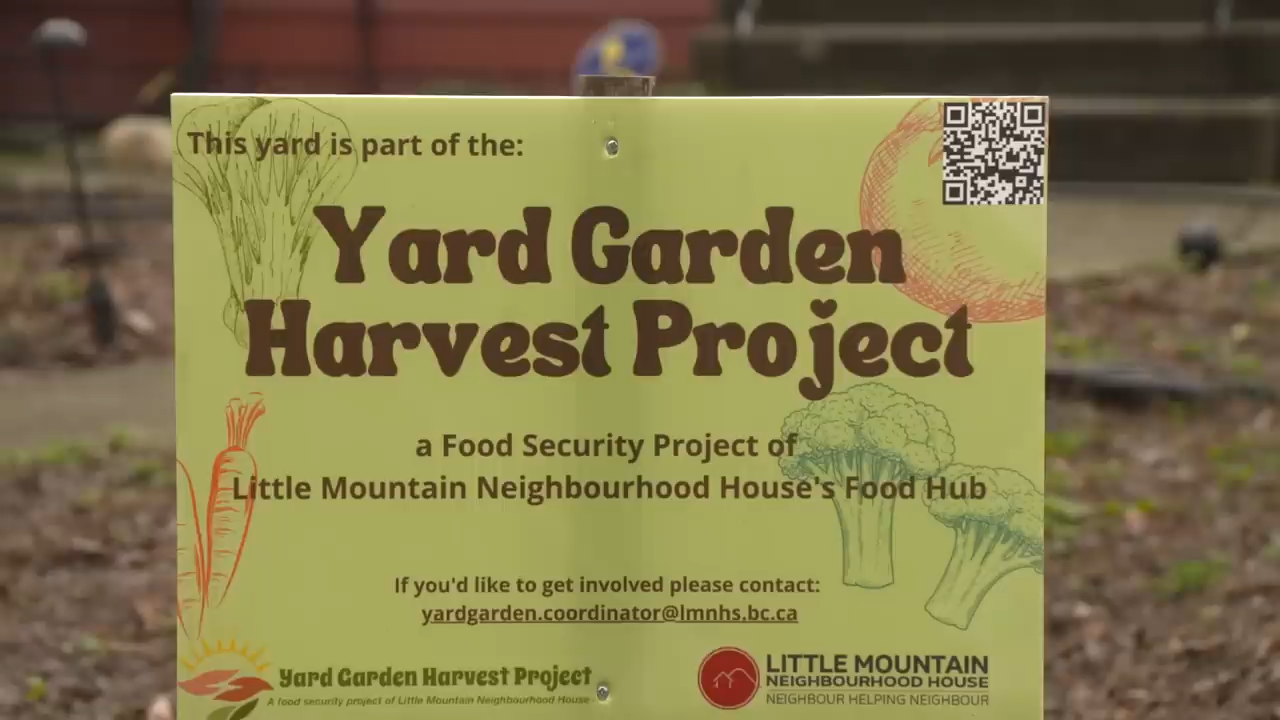 This yard is part of the:
Yard Garden
Harvest Project
a Food Security Project of
Little Mountain Neighbourhood House's Food Hub
If you'd like to get involved please contact:
yardgarden.coordinator@lmnhs.bc.ca
Yard Garden Harvest Project
A food security project of Little Mountain Neighbourhood House
LITTLE MOUNTAIN
NEIGHBOURHOOD HOUSE
NEIGHBOUR HELPING NEIGHBOUR